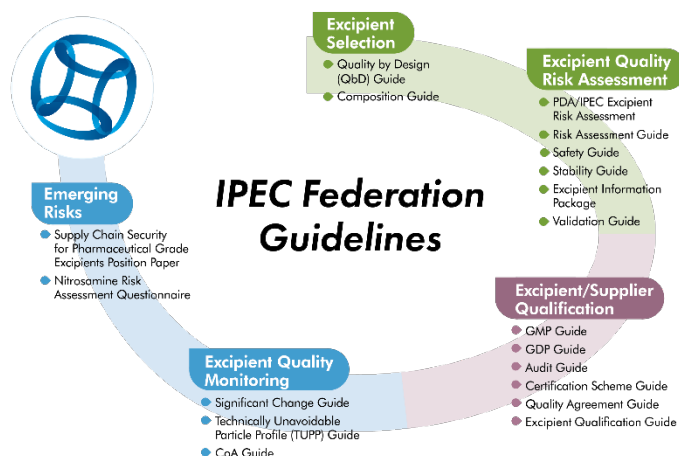 Excipient
Selection
Quality by Design
(QbD) Guide
Composition Guide
Excipient Quality
Risk Assessment
PDA/IPEC Excipient
Risk Assessment
Risk Assessment Guide
Safety Guide
Stability Guide
Excipient Information
Package
Validation Guide
IPEC Federation
Guidelines
Emerging
Risks
Supply Chain Security
for Pharmaceutical Grade
Excipients Position Paper
Nitrosamine Risk
Assessment Questionnaire
Excipient/Supplier
Qualification
GMP Guide
GDP Guide
Audit Guide
Certification Scheme Guide
Quality Agreement Guide
Excipient Qualification Guide
Excipient Quality
Monitoring
Significant Change Guide
Technically Unavoidable
Particle Profile (TUPP) Guide
CoA Guide